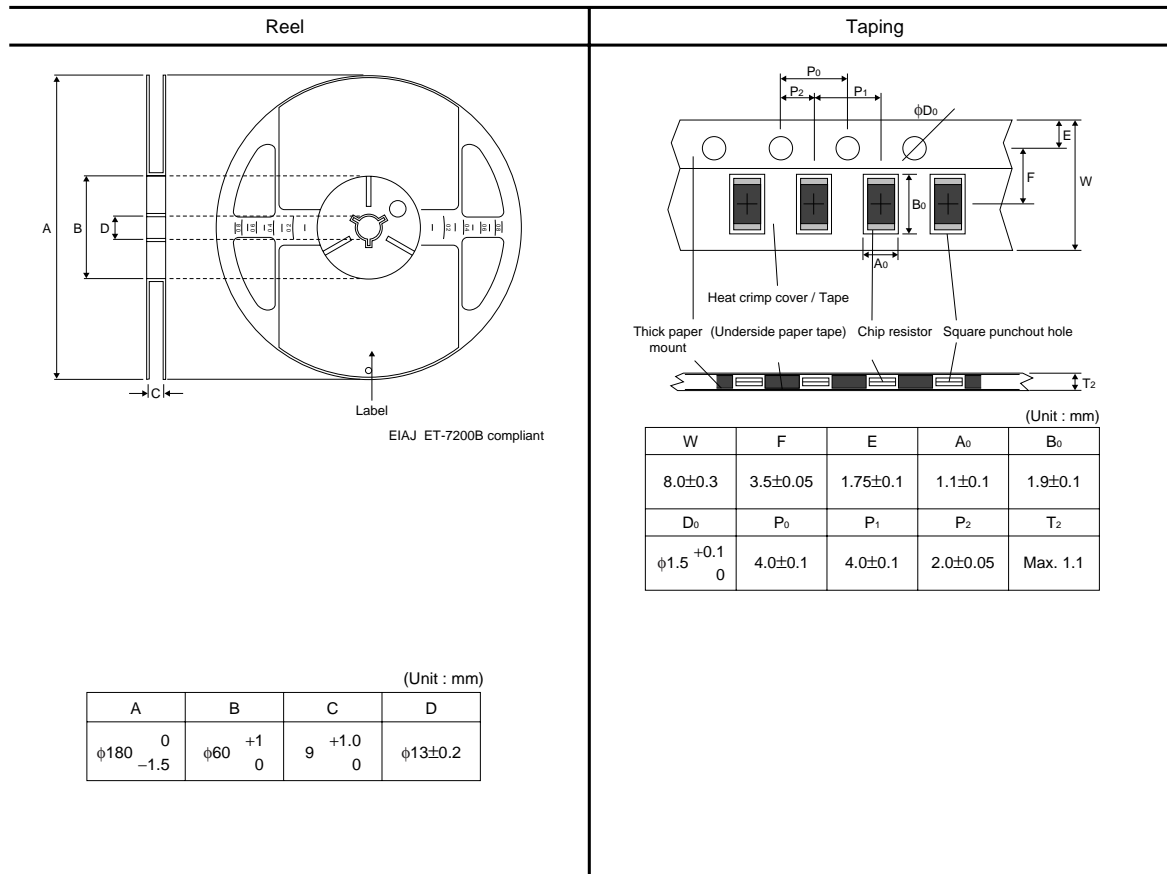 Reel
A
B
D
C
Label
EIAJ ET-7200B compliant
(Unit : mm)
A B C D
φ180 0 −1.5 φ60 +1 0 9 +1.0 0 φ13±0.2
Taping
P0
P2 P1
φD0
E
F
W
B0
A0
Heat crimp cover / Tape
Thick paper mount (Underside paper tape) Chip resistor Square punchout hole
T2
(Unit : mm)
W F E A0 B0
8.0±0.3 3.5±0.05 1.75±0.1 1.1±0.1 1.9±0.1
D0 P0 P1 P2 T2
φ1.5 +0.1 0 4.0±0.1 4.0±0.1 2.0±0.05 Max. 1.1